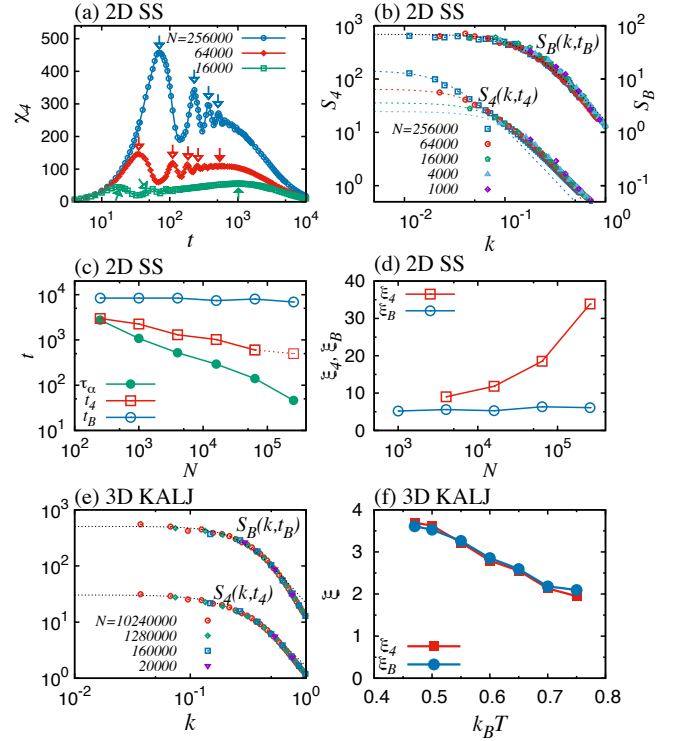 (a) 2D SS
χ4
500
400
300
200
100
0
N=256000
64000
16000
10^1
10^2
10^3
10^4
t
(b) 2D SS
S4
10^3
10^2
10^1
10^0
SB(k,tB)
S4(k,t4)
N=256000
64000
16000
4000
1000
10^2
10^1
10^0
10^-1
SB
10^-2
10^-1
10^0
k
(c) 2D SS
t
10^4
10^3
10^2
10^1
τα
t4
tB
10^2
10^3
10^4
10^5
N
(d) 2D SS
ξ4, ξB
40
30
20
10
0
ξ4
ξB
10^3
10^4
10^5
N
(e) 3D KALJ
10^3
10^2
10^1
10^0
SB(k,tB)
S4(k,t4)
N=10240000
1280000
160000
20000
10^-1
10^0
k
(f) 3D KALJ
ξ
4
3
2
1
0
ξ4
ξB
0.4
0.5
0.6
0.7
0.8
kBT